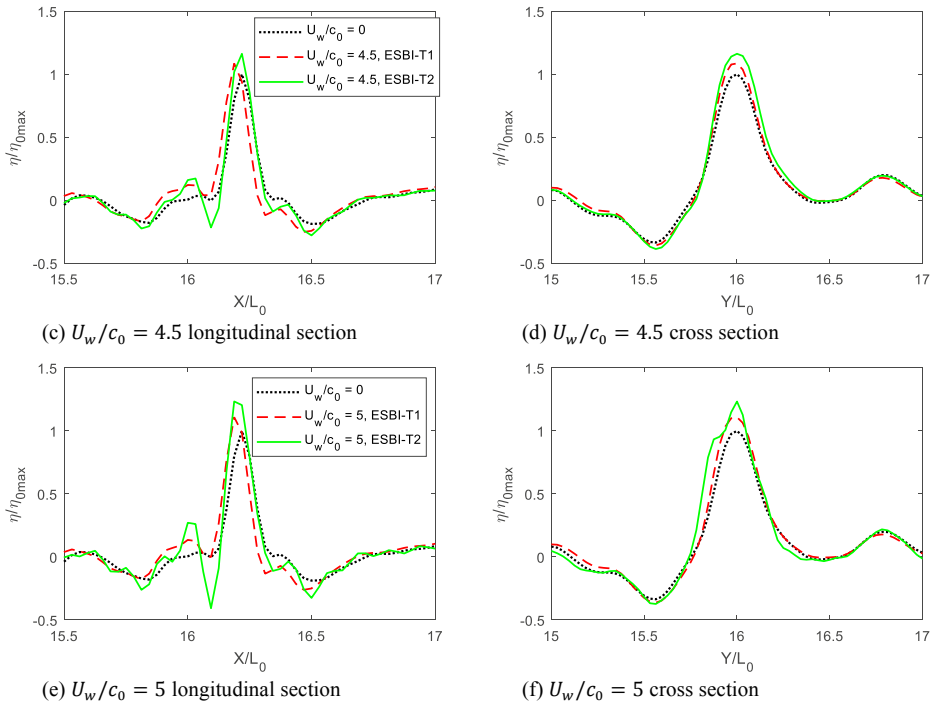 1.5
1
0.5
0
-0.5
η/η0max
15.5 16 16.5 17
X/L0
Uw/c0 = 0
Uw/c0 = 4.5, ESBI-T1
Uw/c0 = 4.5, ESBI-T2
(c) Uw/c0 = 4.5 longitudinal section
1.5
1
0.5
0
-0.5
η/η0max
15 15.5 16 16.5 17
Y/L0
(d) Uw/c0 = 4.5 cross section
1.5
1
0.5
0
-0.5
η/η0max
15.5 16 16.5 17
X/L0
Uw/c0 = 0
Uw/c0 = 5, ESBI-T1
Uw/c0 = 5, ESBI-T2
(e) Uw/c0 = 5 longitudinal section
1.5
1
0.5
0
-0.5
η/η0max
15 15.5 16 16.5 17
Y/L0
(f) Uw/c0 = 5 cross section